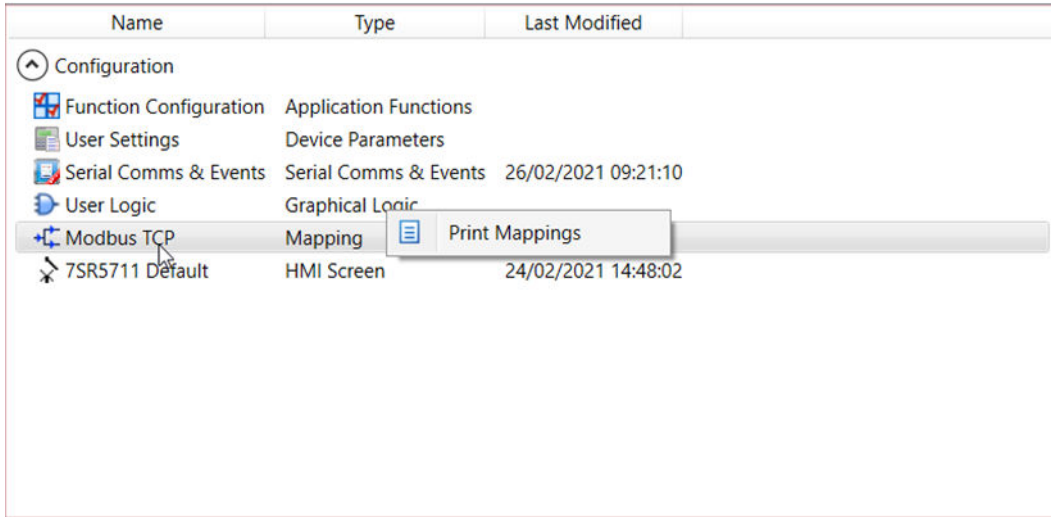 Name Type Last Modified
Configuration
Function Configuration Application Functions
User Settings Device Parameters
Serial Comms & Events Serial Comms & Events 26/02/2021 09:21:10
User Logic Graphical Logic
Modbus TCP Mapping Print Mappings
7SR5711 Default HMI Screen 24/02/2021 14:48:02